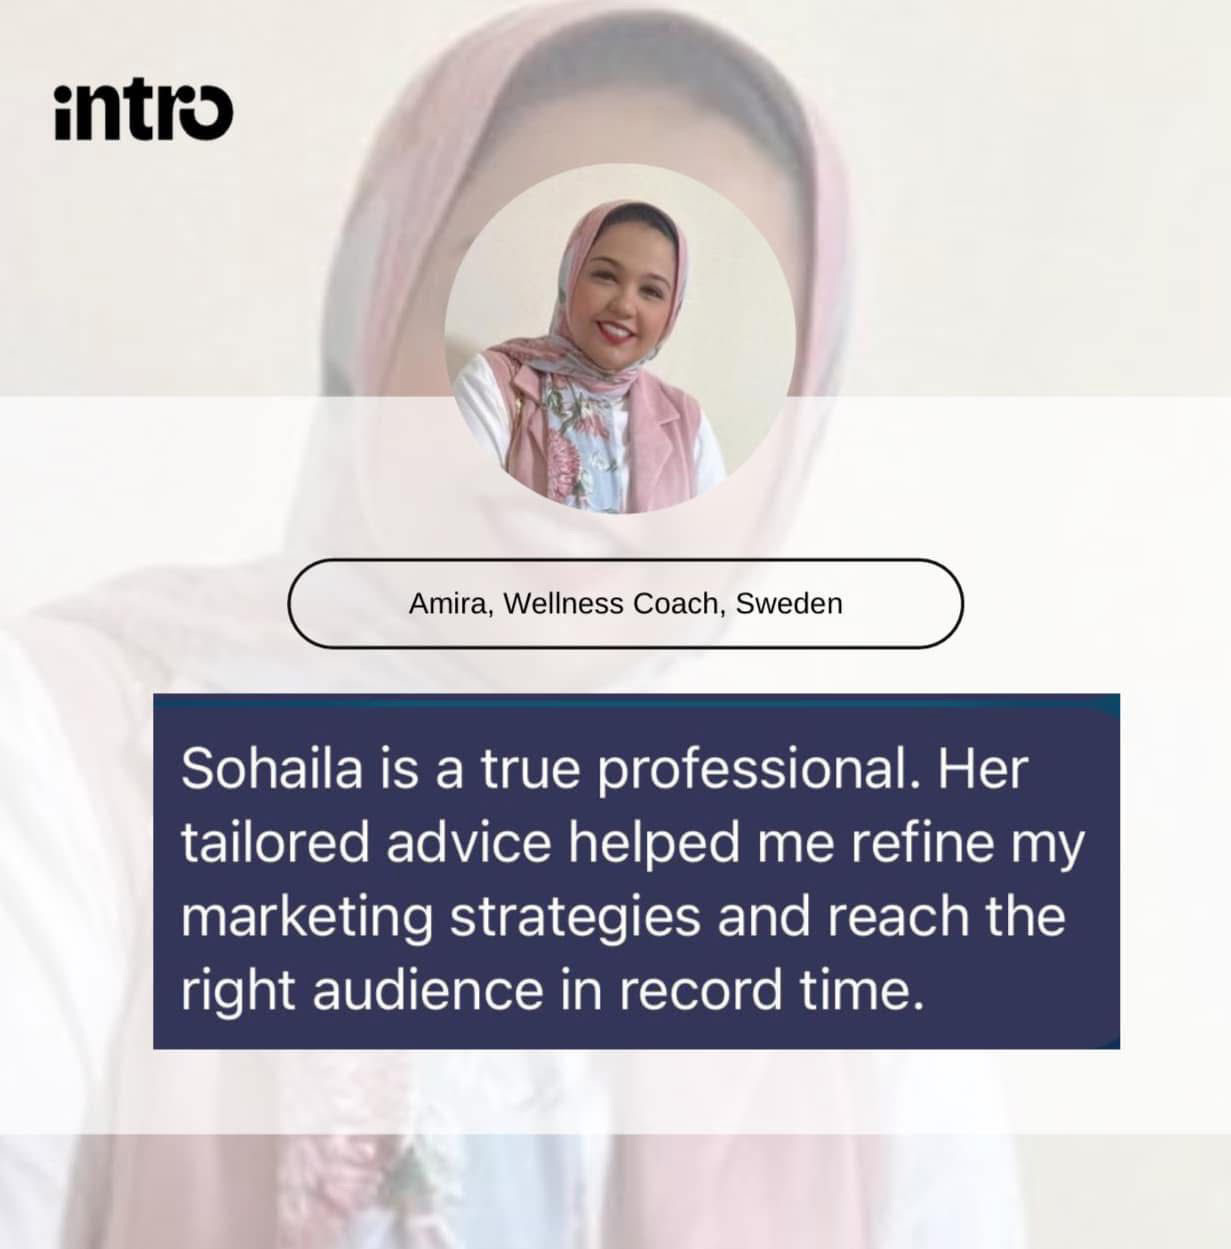 intro
Amira, Wellness Coach, Sweden
Sohaila is a true professional. Her
tailored advice helped me refine my
marketing strategies and reach the
right audience in record time.